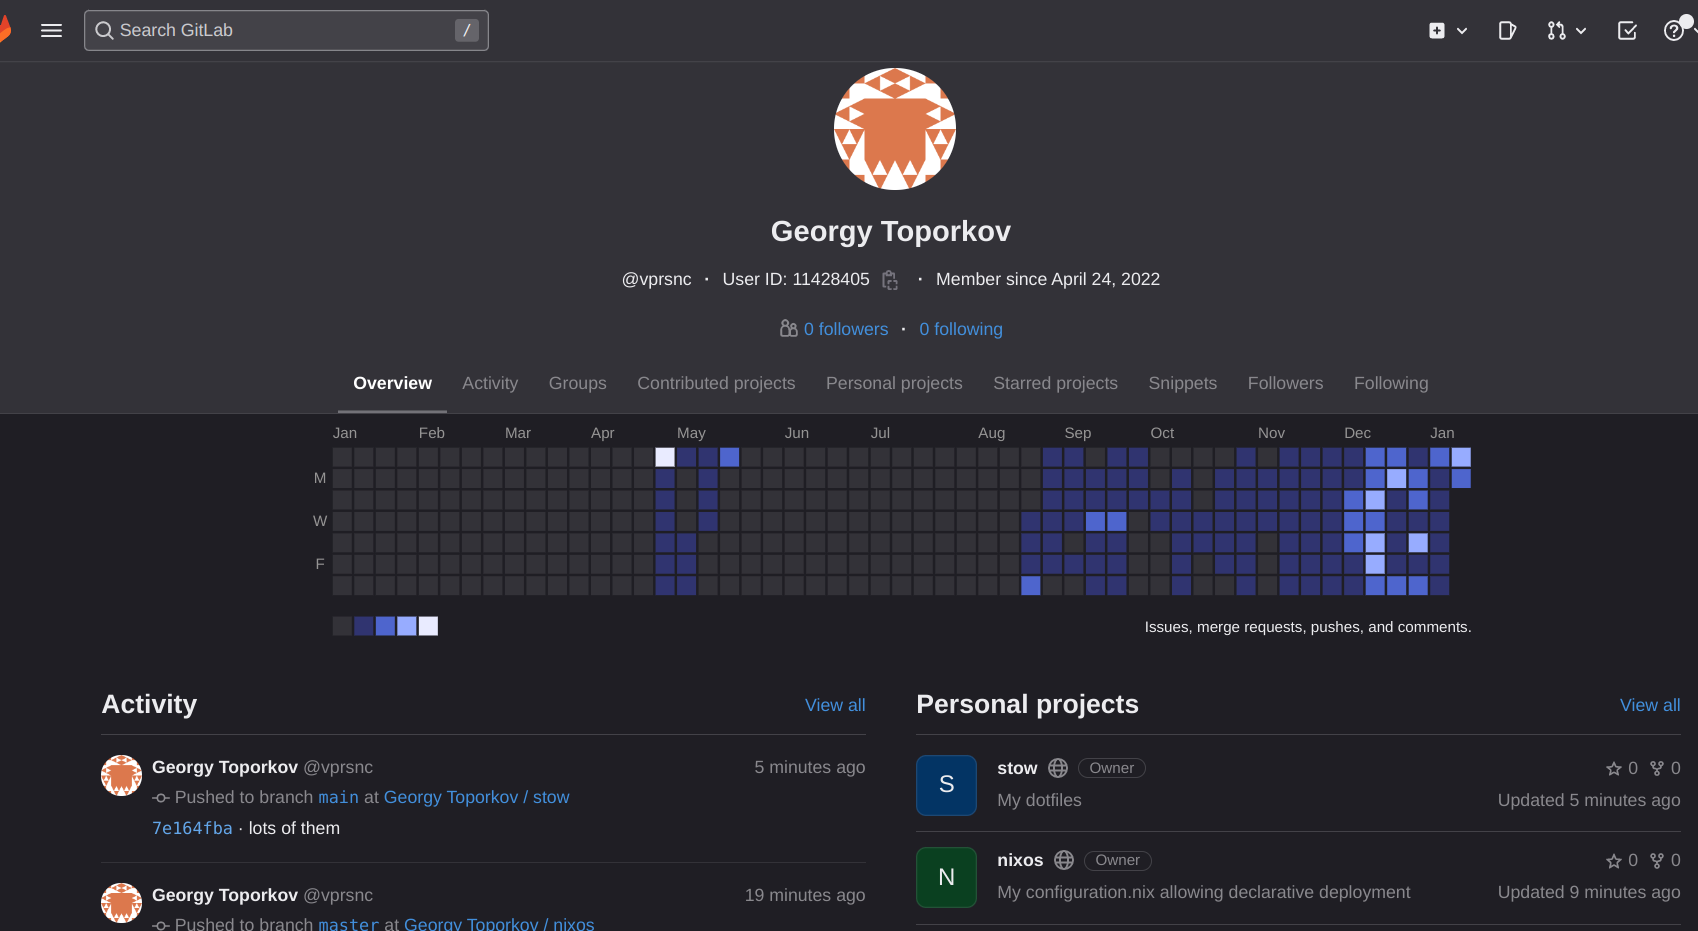 Search GitLab /
Georgy Toporkov
@vprsnc · User ID: 11428405 · Member since April 24, 2022
0 followers · 0 following
Overview Activity Groups Contributed projects Personal projects Starred projects Snippets Followers Following
Jan Feb Mar Apr May Jun Jul Aug Sep Oct Nov Dec Jan
M
W
F
Issues, merge requests, pushes, and comments.
Activity View all
Georgy Toporkov @vprsnc 5 minutes ago
Pushed to branch main at Georgy Toporkov / stow
7e164fba · lots of them
Georgy Toporkov @vprsnc 19 minutes ago
Pushed to branch master at Georgy Toporkov / nixos
Personal projects View all
S stow Owner 0 0
My dotfiles Updated 5 minutes ago
N nixos Owner 0 0
My configuration.nix allowing declarative deployment Updated 9 minutes ago